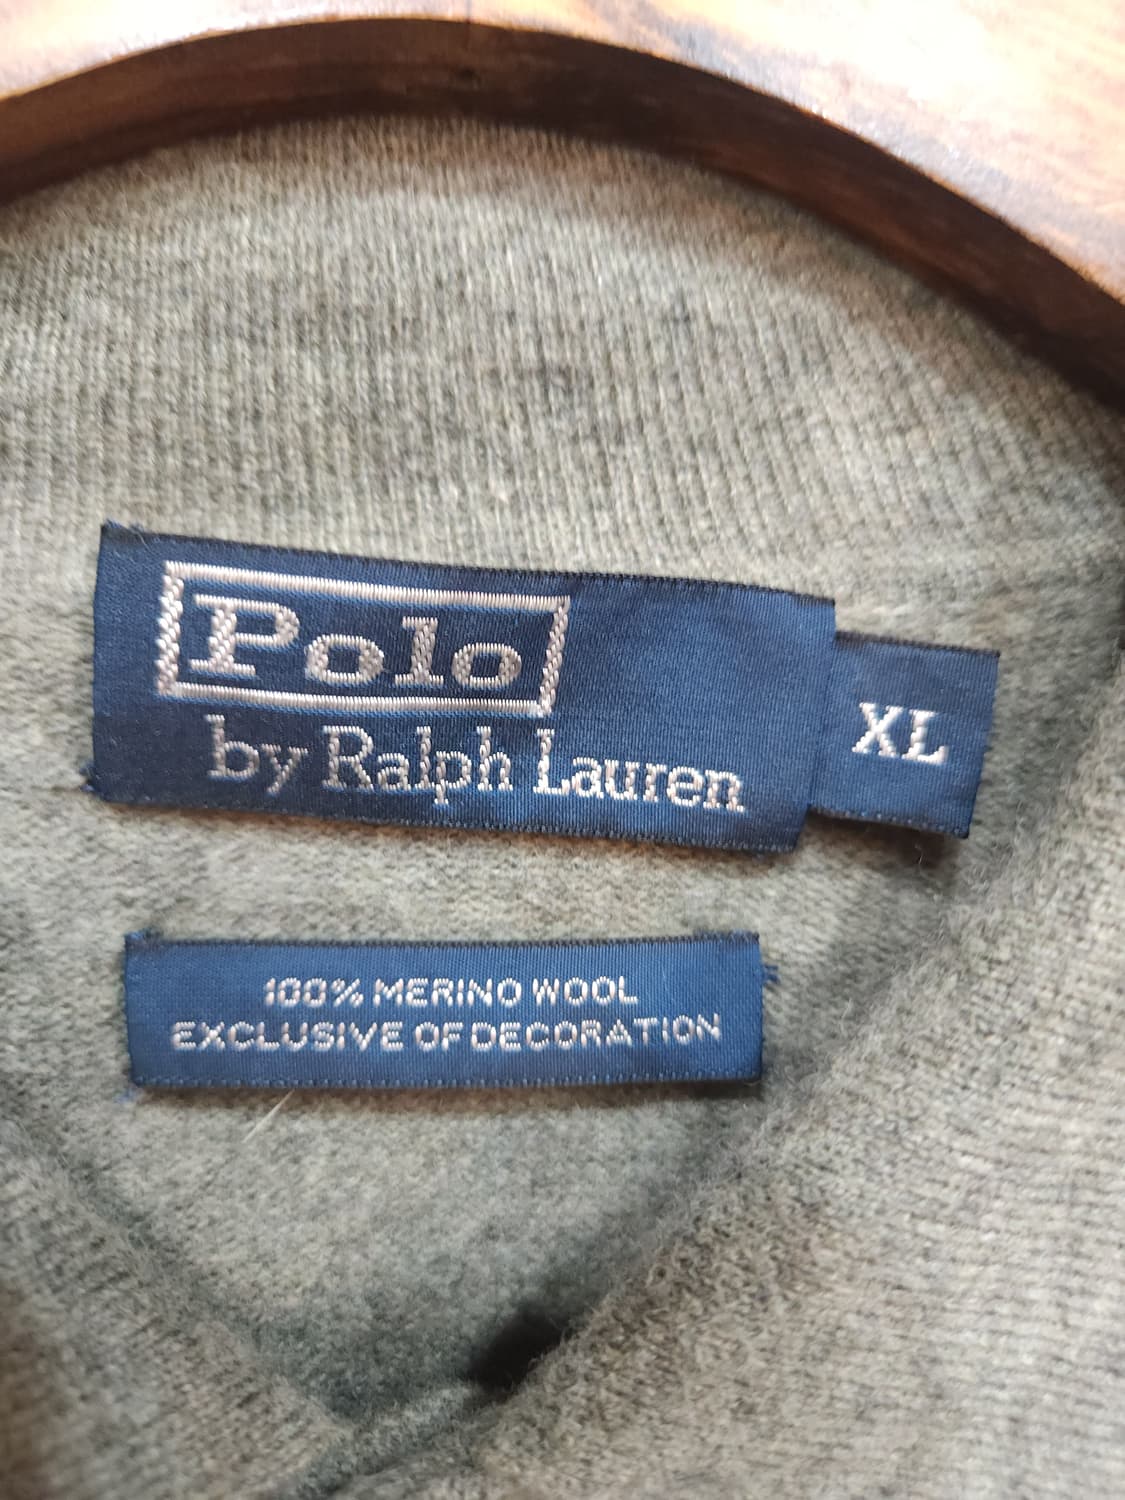 Polo
by Ralph Lauren
XL
100% MERINO WOOL
EXCLUSIVE OF DECORATION